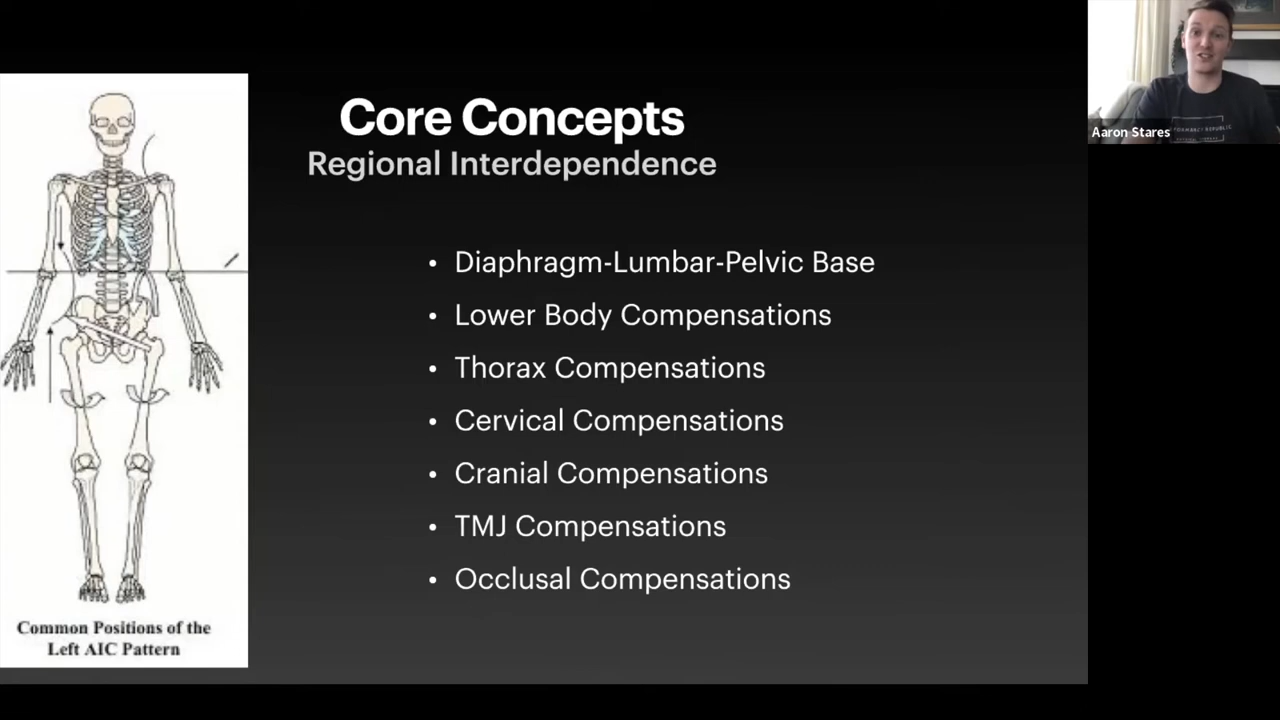 Core Concepts
Regional Interdependence
• Diaphragm-Lumbar-Pelvic Base
• Lower Body Compensations
• Thorax Compensations
• Cervical Compensations
• Cranial Compensations
• TMJ Compensations
• Occlusal Compensations
Common Positions of the
Left AIC Pattern
Aaron Stares
REPUBLIC